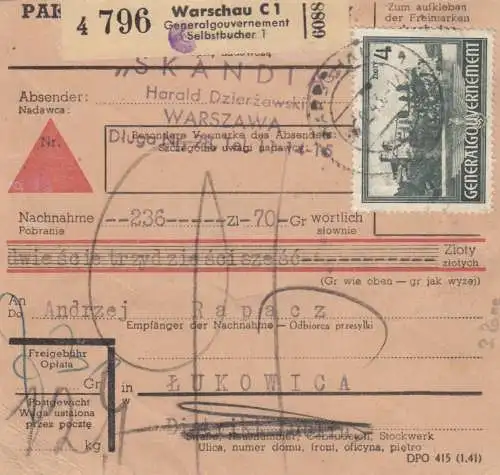 PAK
4 796 Warschau C 1
Generalgouvernement
Selbstbucher 1
6088
Zum aufkleben
der Freimarken
"SKANDI
Absender:
Nadawca:
Harald Dzierżawski
WARSZAWA
14-15
Nr.
Besondere Vermerke des Absenders:
Szczególne uwagi nadawcy
4
ZŁOTY
GENERALGOUVERNEMENT
Nachnahme --236-----Zl-70-Gr wörtlich
Pobranie słownie
dwieście trzydzieści sześć----------- Złoty
złotych
(Gr wie oben — gr jak wyżej)
An
Do Andrzej Rapacz
Empfänger der Nachnahme — Odbiorca przesyłki
Freigebühr
Opłata
Gr in
w ŁUKOWICA
Postgewicht
Waga ustalona
przez pocztę
kg
Straße, Hausnummer, Gebäudeteil, Stockwerk
Ulica, numer domu, front, oficyna, piętro
DPO 415 (1.41)